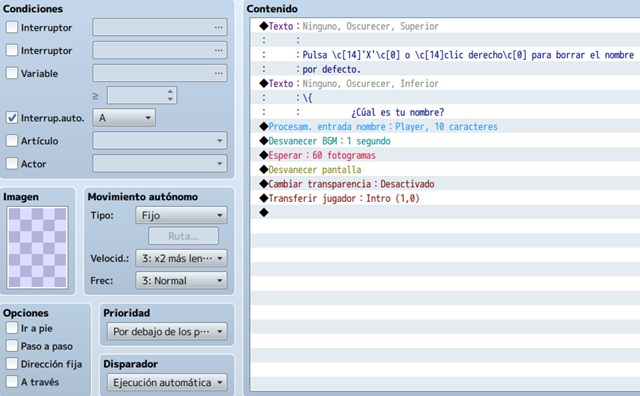 Condiciones
Interruptor
Interruptor
Variable
≥
Interrup.auto. A
Artículo
Actor
Imagen
Movimiento autónomo
Tipo: Fijo
Ruta...
Velocid.: 3: x2 más len···
Frec: 3: Normal
Opciones
Ir a pie
Paso a paso
Dirección fija
A través
Prioridad
Por debajo de los p···
Disparador
Ejecución automática
Contenido
◆Texto：Ninguno, Oscurecer, Superior
：　　：
：　　：Pulsa \c[14]'X'\c[0] o \c[14]clic derecho\c[0] para borrar el nombre
：　　：por defecto.
◆Texto：Ninguno, Oscurecer, Inferior
：　　：\{
：　　：　　　　¿Cúal es tu nombre?
◆Procesam. entrada nombre：Player, 10 caracteres
◆Desvanecer BGM：1 segundo
◆Esperar：60 fotogramas
◆Desvanecer pantalla
◆Cambiar transparencia：Desactivado
◆Transferir jugador：Intro (1,0)
◆